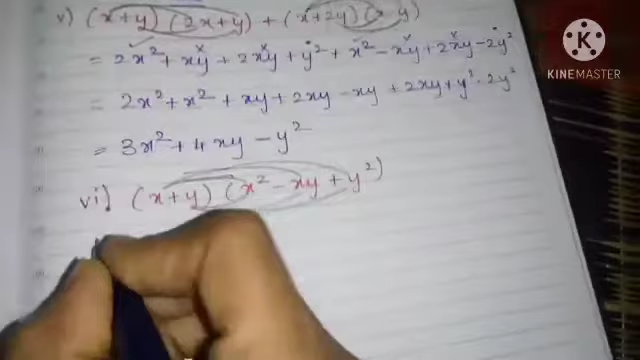 v) (x+y) (2x+y) + (x+2y) (x-y)
= 2x² + xy + 2xy + y² + x² - xy + 2xy - 2y²
= 2x² + x² + xy + 2xy - xy + 2xy + y² - 2y²
= 3x² + 4xy - y²
vi) (x+y) (x² - xy + y²)
KINEMASTER